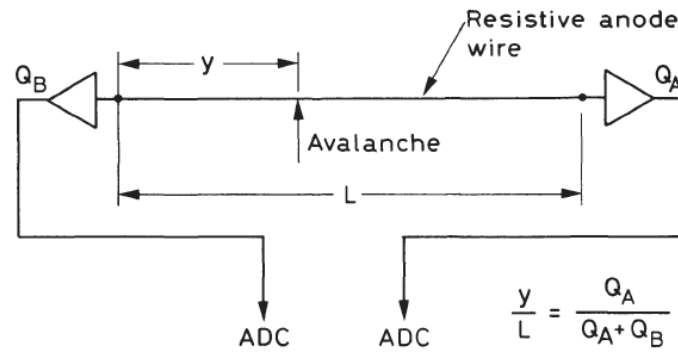 Resistive anode
wire
Q_B
y
Q_A
Avalanche
L
ADC
ADC
y/L = Q_A/(Q_A + Q_B)